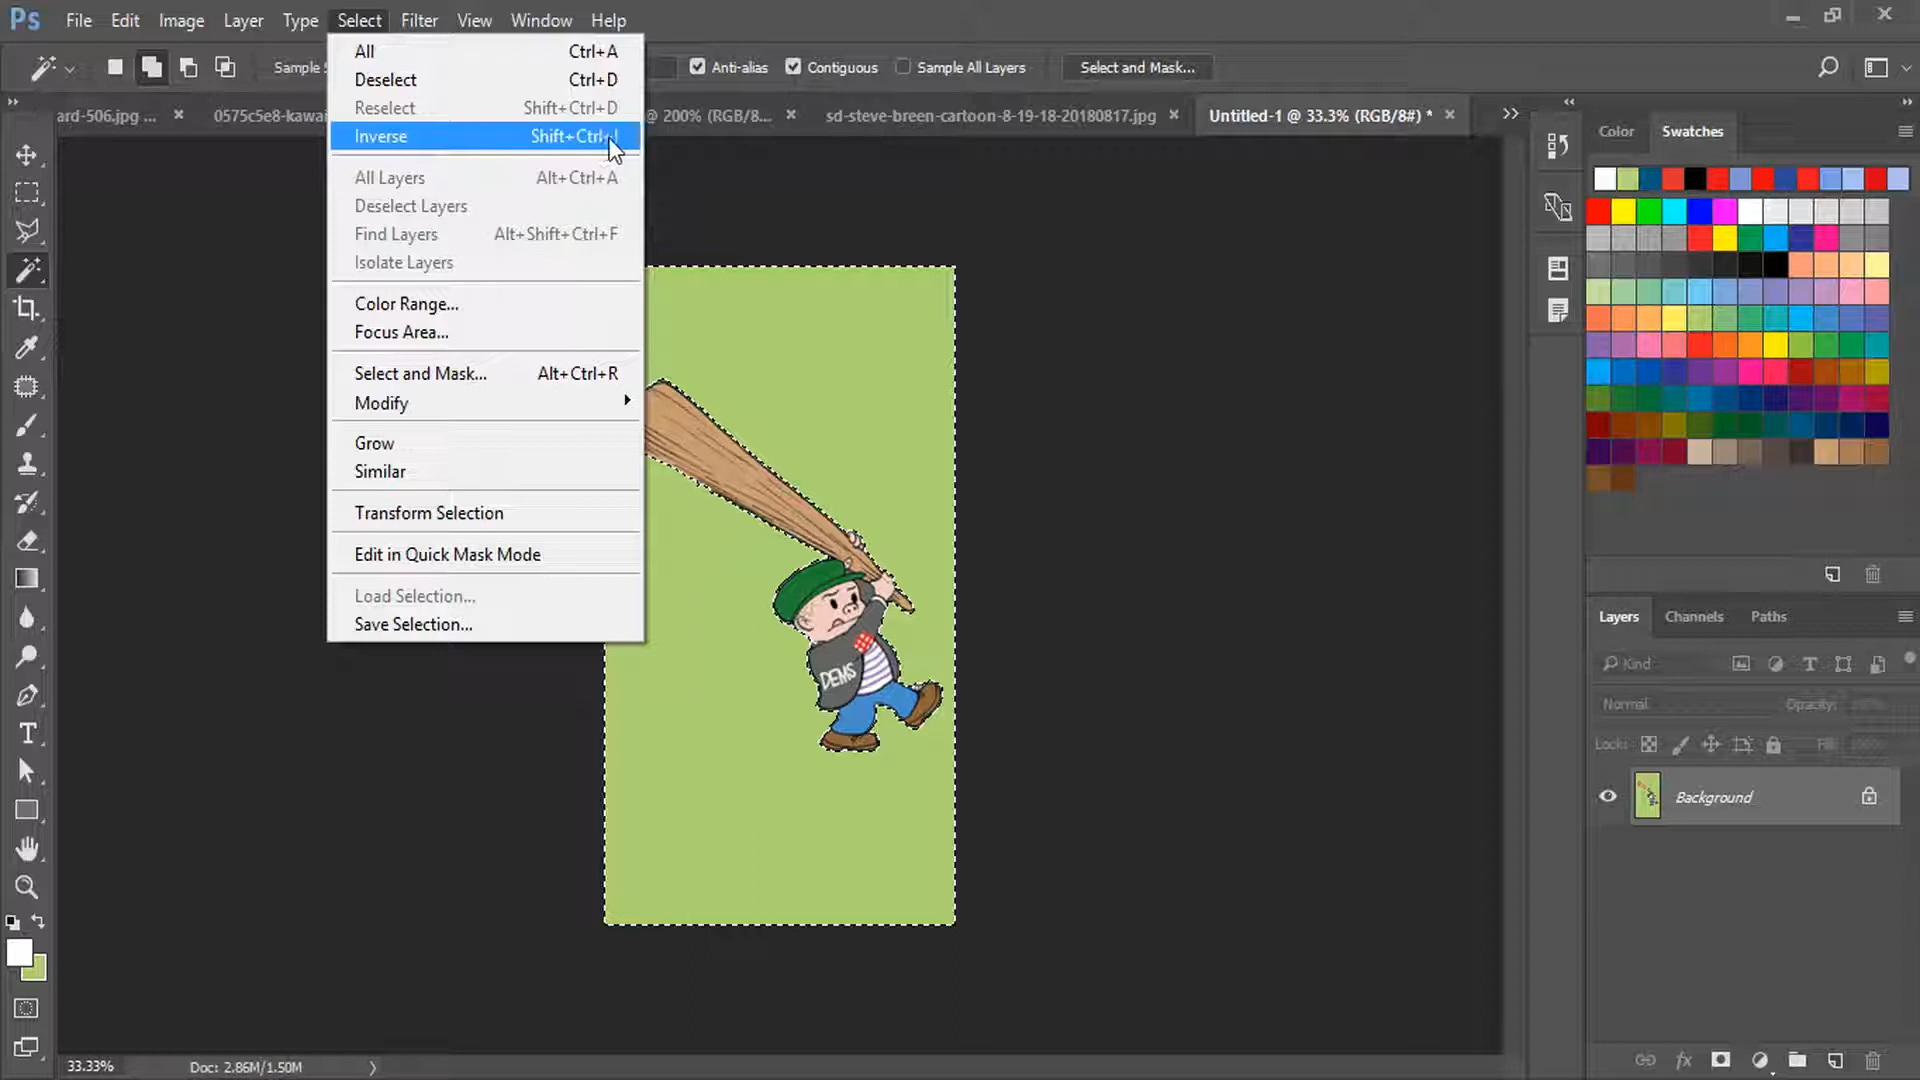 Ps File Edit Image Layer Type Select Filter View Window Help
Anti-alias Contiguous Sample All Layers Select and Mask...
ard-506.jpg ... × @ 200% (RGB/8... × sd-steve-breen-cartoon-8-19-18-20180817.jpg × Untitled-1 @ 33.3% (RGB/8#) * ×
All Ctrl+A
Deselect Ctrl+D
Reselect Shift+Ctrl+D
Inverse Shift+Ctrl+I
All Layers Alt+Ctrl+A
Deselect Layers
Find Layers Alt+Shift+Ctrl+F
Isolate Layers
Color Range...
Focus Area...
Select and Mask... Alt+Ctrl+R
Modify
Grow
Similar
Transform Selection
Edit in Quick Mask Mode
Load Selection...
Save Selection...
DEMS
Color Swatches
Layers Channels Paths
Kind
Normal Opacity:
Lock: Fill:
Background
33.33% Doc: 2.86M/1.50M